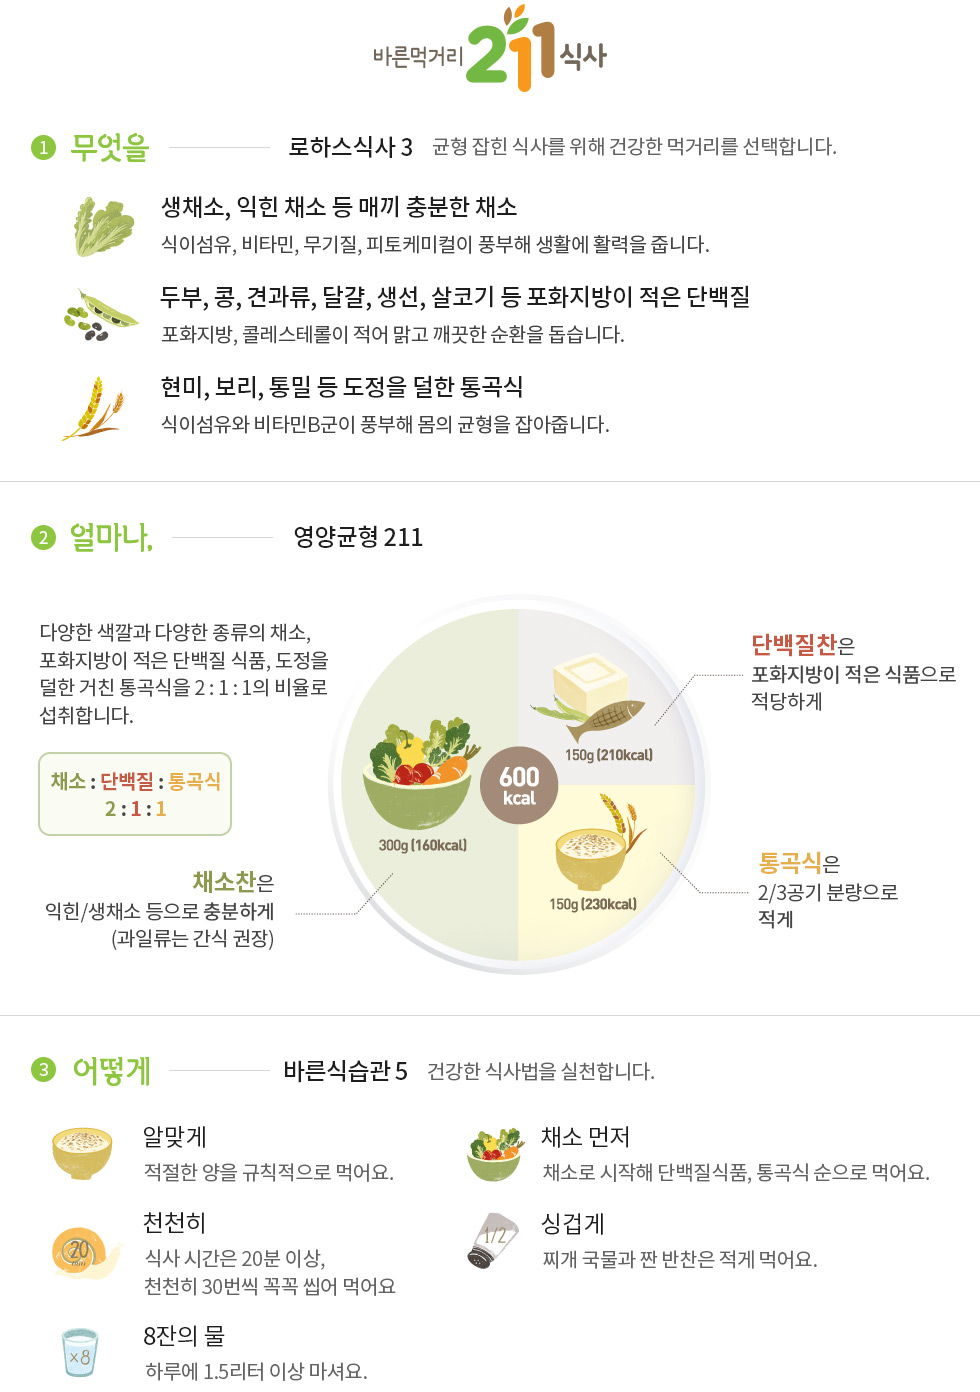 바른먹거리 211 식사
1 무엇을 로하스식사 3 균형 잡힌 식사를 위해 건강한 먹거리를 선택합니다.
생채소, 익힌 채소 등 매끼 충분한 채소
식이섬유, 비타민, 무기질, 피토케미컬이 풍부해 생활에 활력을 줍니다.
두부, 콩, 견과류, 달걀, 생선, 살코기 등 포화지방이 적은 단백질
포화지방, 콜레스테롤이 적어 맑고 깨끗한 순환을 돕습니다.
현미, 보리, 통밀 등 도정을 덜한 통곡식
식이섬유와 비타민B군이 풍부해 몸의 균형을 잡아줍니다.
2 얼마나, 영양균형 211
다양한 색깔과 다양한 종류의 채소,
포화지방이 적은 단백질 식품, 도정을
덜한 거친 통곡식을 2 : 1 : 1의 비율로
섭취합니다.
채소 : 단백질 : 통곡식
2 : 1 : 1
채소찬은
익힌/생채소 등으로 충분하게
(과일류는 간식 권장)
300g (160kcal)
600
kcal
150g (210kcal)
150g (230kcal)
단백질찬은
포화지방이 적은 식품으로
적당하게
통곡식은
2/3공기 분량으로
적게
3 어떻게 바른식습관 5 건강한 식사법을 실천합니다.
알맞게
적절한 양을 규칙적으로 먹어요.
채소 먼저
채소로 시작해 단백질식품, 통곡식 순으로 먹어요.
20
min
천천히
식사 시간은 20분 이상,
천천히 30번씩 꼭꼭 씹어 먹어요
1/2
싱겁게
찌개 국물과 짠 반찬은 적게 먹어요.
×8
8잔의 물
하루에 1.5리터 이상 마셔요.